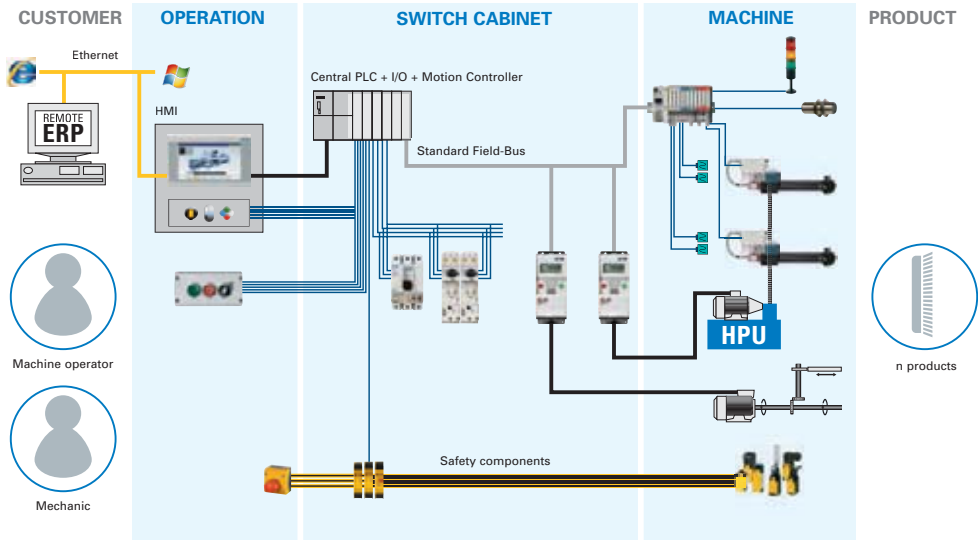 CUSTOMER
OPERATION
SWITCH CABINET
MACHINE
PRODUCT
Ethernet
HMI
REMOTE
ERP
Central PLC + I/O + Motion Controller
Standard Field-Bus
HPU
Machine operator
n products
Safety components
Mechanic